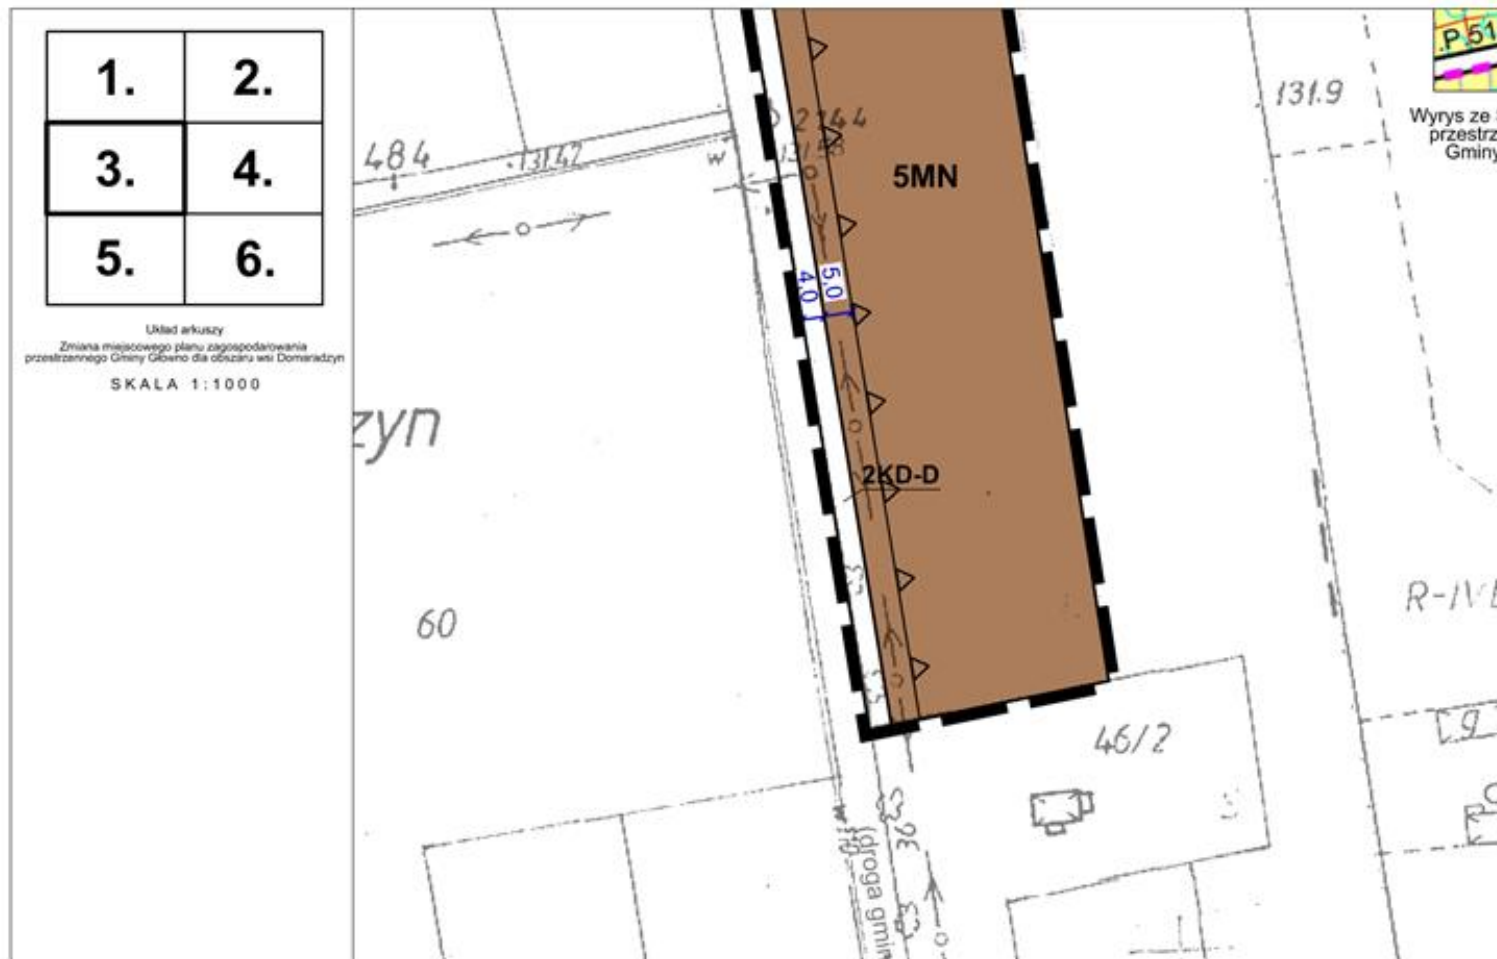 1. 2.
3. 4.
5. 6.
Układ arkuszy
Zmiana miejscowego planu zagospodarowania
przestrzennego Gminy Główno dla obszaru wsi Domaradzyn
SKALA 1:1000
484
131.42
w
5MN
4.0
5.0
2KD-D
zyn
60
46/2
(droga gmin
131.9
R-IV
g
.P.51
Wyrys ze
przestrz
Gminy